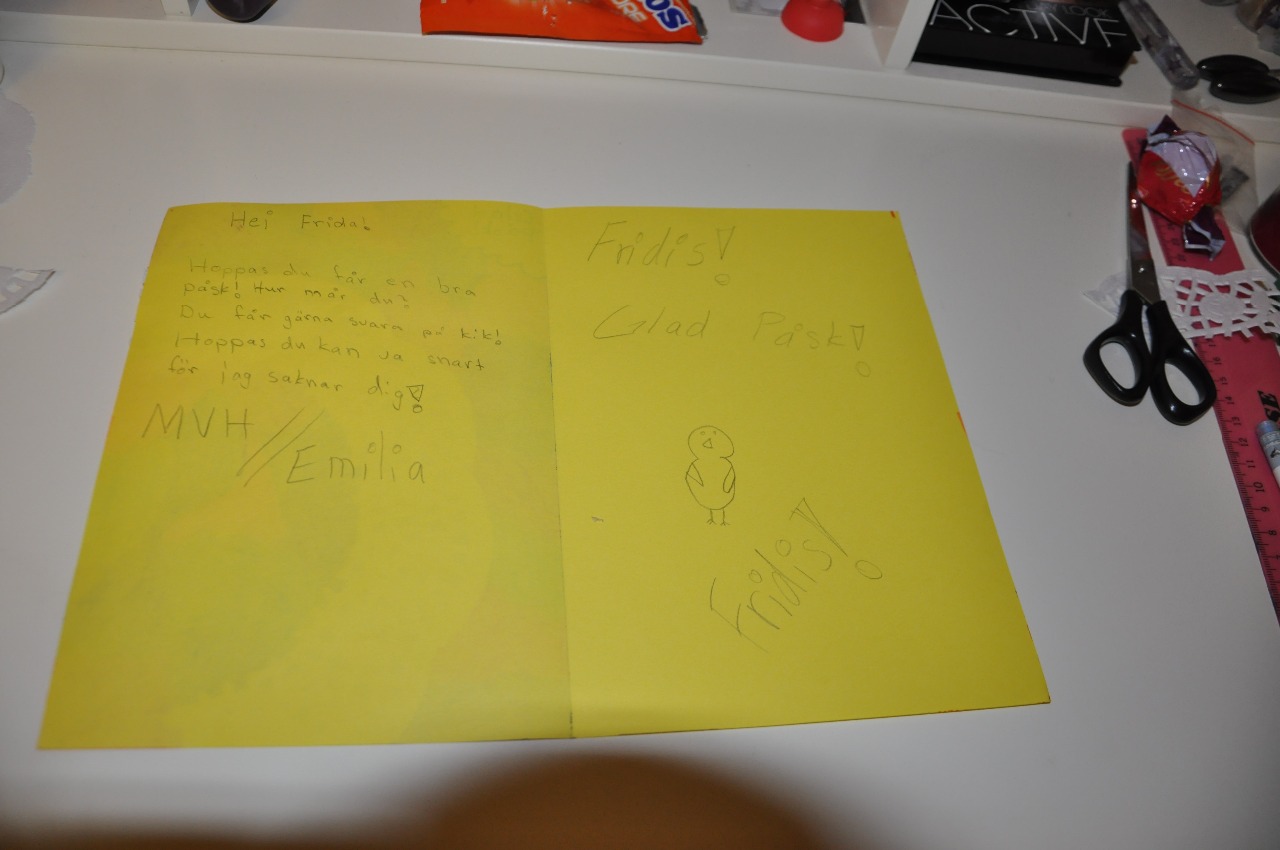 Hej Frida!
Hoppas du får en bra
påsk! Hur mår du?
Du får gärna svara på kik!
Hoppas du kan va snart
för jag saknar dig!
MVH//Emilia
Fridis!
Glad Påsk!
Fridis!
ACTIVE